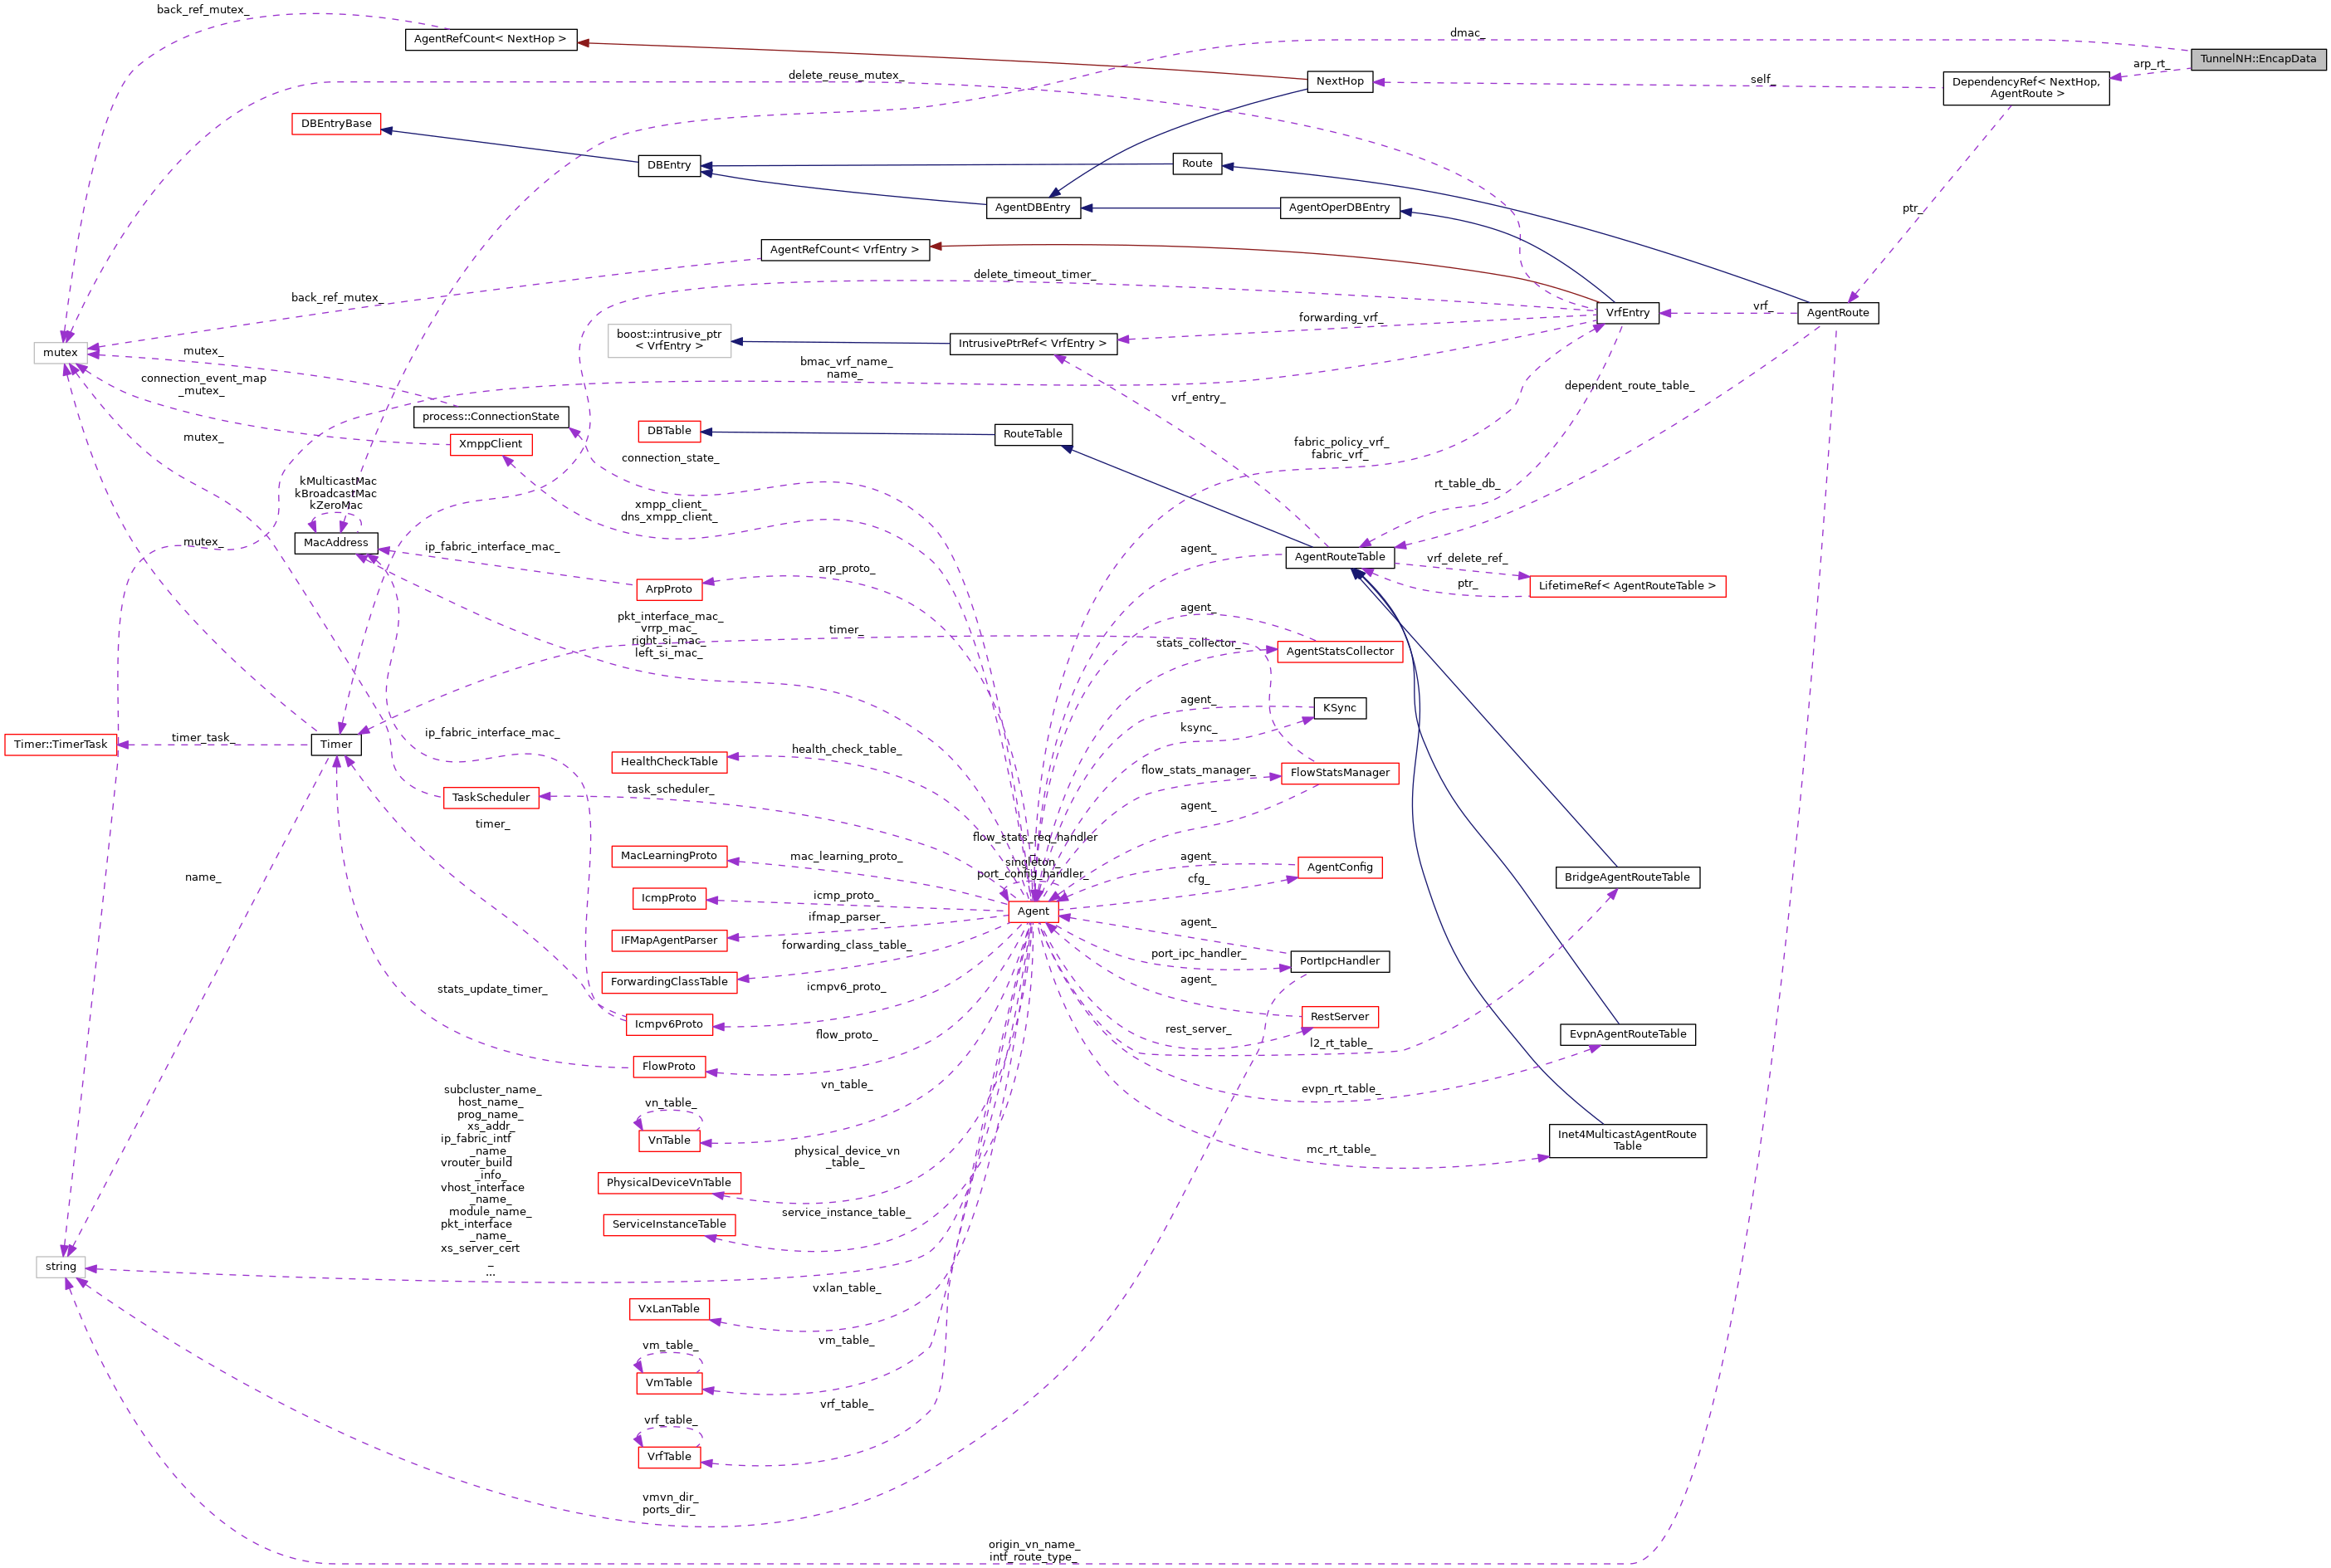 back_ref_mutex_
AgentRefCount< NextHop >
dmac_
TunnelNH::EncapData
arp_rt_
delete_reuse_mutex_
NextHop
self_
DependencyRef< NextHop,
AgentRoute >
DBEntryBase
DBEntry
Route
AgentDBEntry
AgentOperDBEntry
ptr_
AgentRefCount< VrfEntry >
delete_timeout_timer_
back_ref_mutex_
forwarding_vrf_
VrfEntry
vrf_
AgentRoute
boost::intrusive_ptr
< VrfEntry >
IntrusivePtrRef< VrfEntry >
mutex
mutex_
bmac_vrf_name_
name_
connection_event_map
_mutex_
dependent_route_table_
vrf_entry_
process::ConnectionState
DBTable
RouteTable
XmppClient
mutex_
connection_state_
fabric_policy_vrf_
fabric_vrf_
kMulticastMac
kBroadcastMac
kZeroMac
rt_table_db_
xmpp_client_
dns_xmpp_client_
mutex_
MacAddress
ip_fabric_interface_mac_
agent_
AgentRouteTable
vrf_delete_ref_
arp_proto_
ptr_
LifetimeRef< AgentRouteTable >
ArpProto
agent_
pkt_interface_mac_
vrrp_mac_
right_si_mac_
left_si_mac_
timer_
stats_collector_
AgentStatsCollector
agent_
KSync
ksync_
Timer::TimerTask
timer_task_
Timer
ip_fabric_interface_mac_
health_check_table_
HealthCheckTable
flow_stats_manager_
FlowStatsManager
task_scheduler_
TaskScheduler
agent_
timer_
flow_stats_req_handler
_
singleton_
port_config_handler_
MacLearningProto
mac_learning_proto_
agent_
AgentConfig
cfg_
name_
BridgeAgentRouteTable
IcmpProto
icmp_proto_
Agent
ifmap_parser_
agent_
IFMapAgentParser
forwarding_class_table_
port_ipc_handler_
PortIpcHandler
ForwardingClassTable
agent_
stats_update_timer_
icmpv6_proto_
Icmpv6Proto
RestServer
rest_server_
flow_proto_
l2_rt_table_
EvpnAgentRouteTable
FlowProto
vn_table_
evpn_rt_table_
vn_table_
VnTable
Inet4MulticastAgentRoute
Table
mc_rt_table_
subcluster_name_
host_name_
prog_name_
xs_addr_
ip_fabric_intf
_name_
vrouter_build
_info_
vhost_interface
_name_
module_name_
pkt_interface
_name_
xs_server_cert
_
...
physical_device_vn
_table_
PhysicalDeviceVnTable
service_instance_table_
ServiceInstanceTable
string
vxlan_table_
VxLanTable
vm_table_
vm_table_
VmTable
vrf_table_
vrf_table_
VrfTable
vmvn_dir_
ports_dir_
origin_vn_name_
intf_route_type_